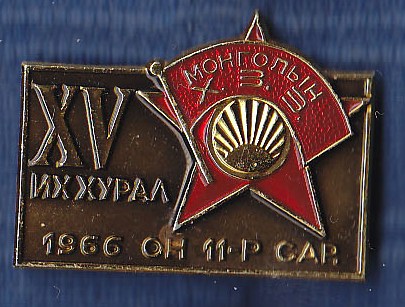 МОНГОЛЫН
Х З. Э.
XV
ИХ ХУРАЛ
1966 ОН 11-Р САР.